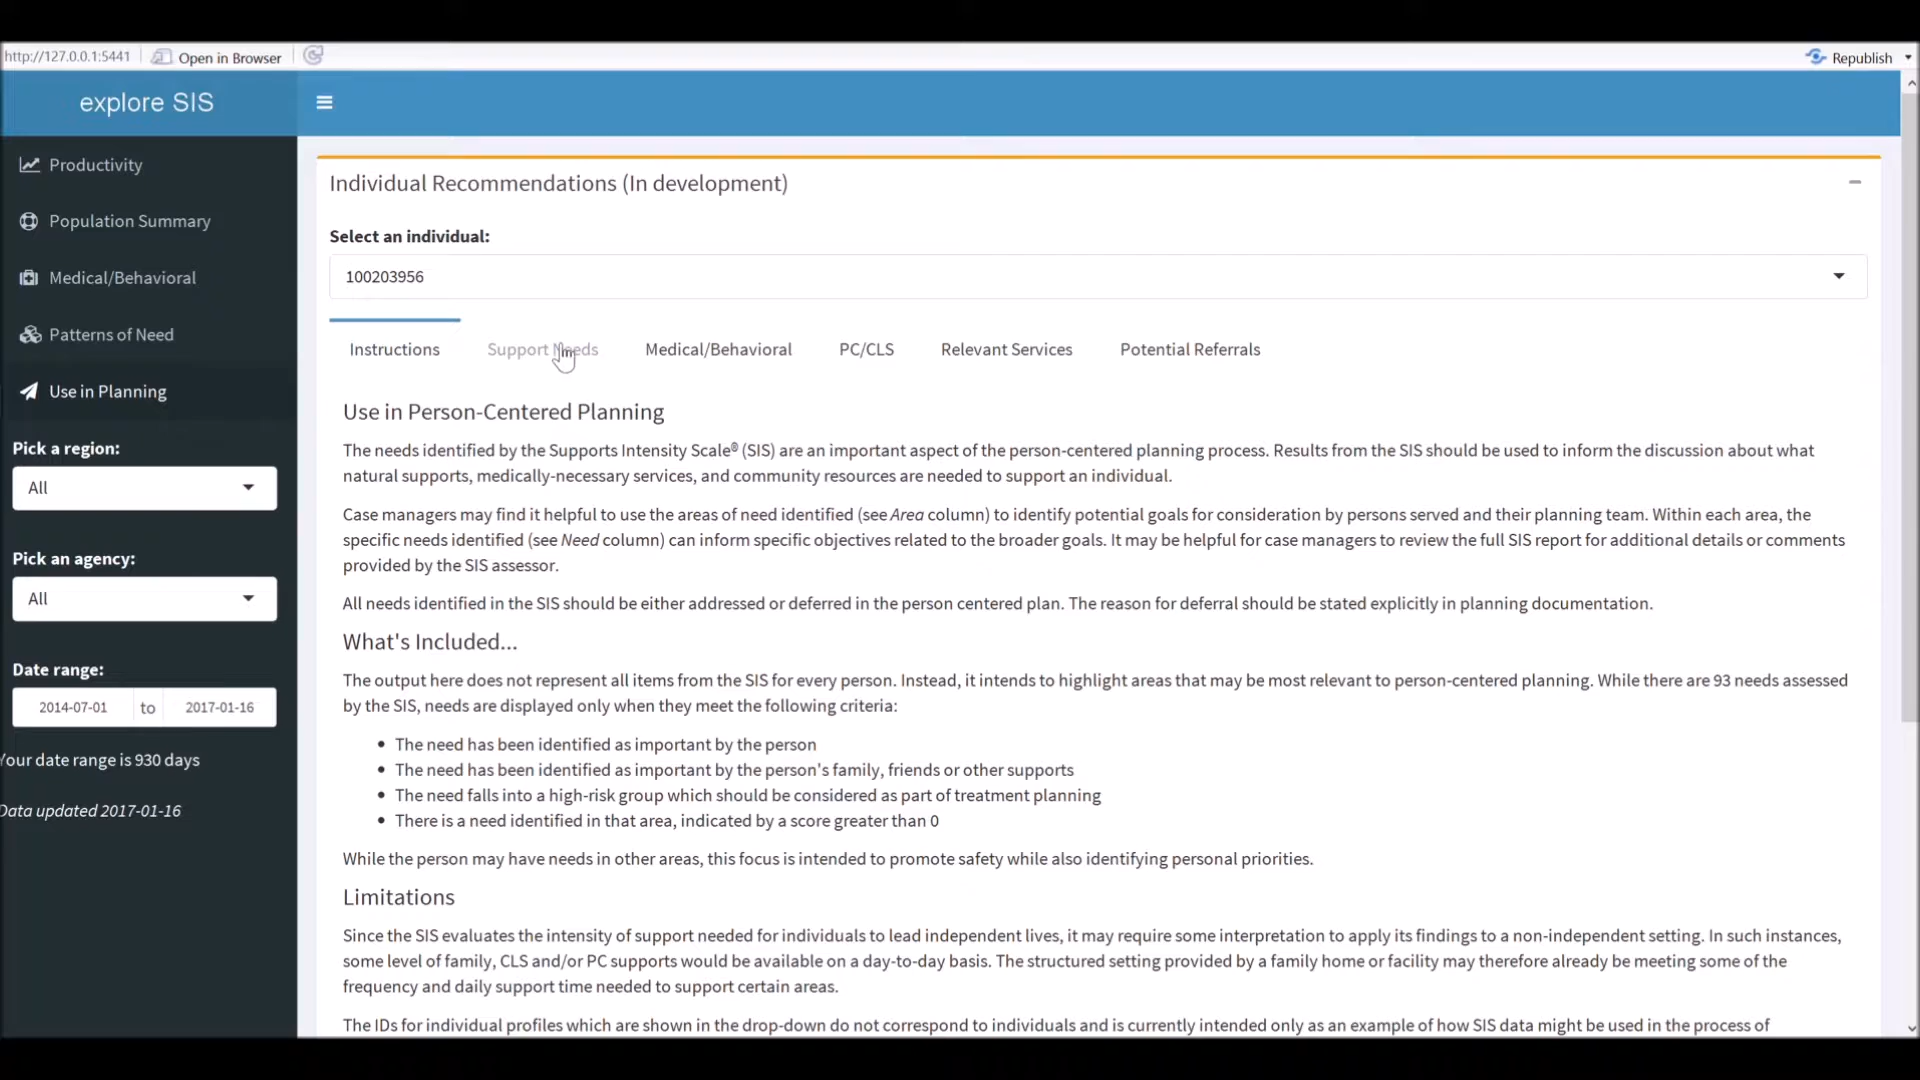 http://127.0.0.1:5441
Open in Browser
Republish
explore SIS
Productivity
Population Summary
Medical/Behavioral
Patterns of Need
Use in Planning
Pick a region:
All
Pick an agency:
All
Date range:
2014-07-01 to 2017-01-16
Your date range is 930 days
Data updated 2017-01-16
Individual Recommendations (In development)
Select an individual:
100203956
Instructions Support Needs Medical/Behavioral PC/CLS Relevant Services Potential Referrals
Use in Person-Centered Planning
The needs identified by the Supports Intensity Scale® (SIS) are an important aspect of the person-centered planning process. Results from the SIS should be used to inform the discussion about what
natural supports, medically-necessary services, and community resources are needed to support an individual.
Case managers may find it helpful to use the areas of need identified (see Area column) to identify potential goals for consideration by persons served and their planning team. Within each area, the
specific needs identified (see Need column) can inform specific objectives related to the broader goals. It may be helpful for case managers to review the full SIS report for additional details or comments
provided by the SIS assessor.
All needs identified in the SIS should be either addressed or deferred in the person centered plan. The reason for deferral should be stated explicitly in planning documentation.
What's Included...
The output here does not represent all items from the SIS for every person. Instead, it intends to highlight areas that may be most relevant to person-centered planning. While there are 93 needs assessed
by the SIS, needs are displayed only when they meet the following criteria:
• The need has been identified as important by the person
• The need has been identified as important by the person's family, friends or other supports
• The need falls into a high-risk group which should be considered as part of treatment planning
• There is a need identified in that area, indicated by a score greater than 0
While the person may have needs in other areas, this focus is intended to promote safety while also identifying personal priorities.
Limitations
Since the SIS evaluates the intensity of support needed for individuals to lead independent lives, it may require some interpretation to apply its findings to a non-independent setting. In such instances,
some level of family, CLS and/or PC supports would be available on a day-to-day basis. The structured setting provided by a family home or facility may therefore already be meeting some of the
frequency and daily support time needed to support certain areas.
The IDs for individual profiles which are shown in the drop-down do not correspond to individuals and is currently intended only as an example of how SIS data might be used in the process of